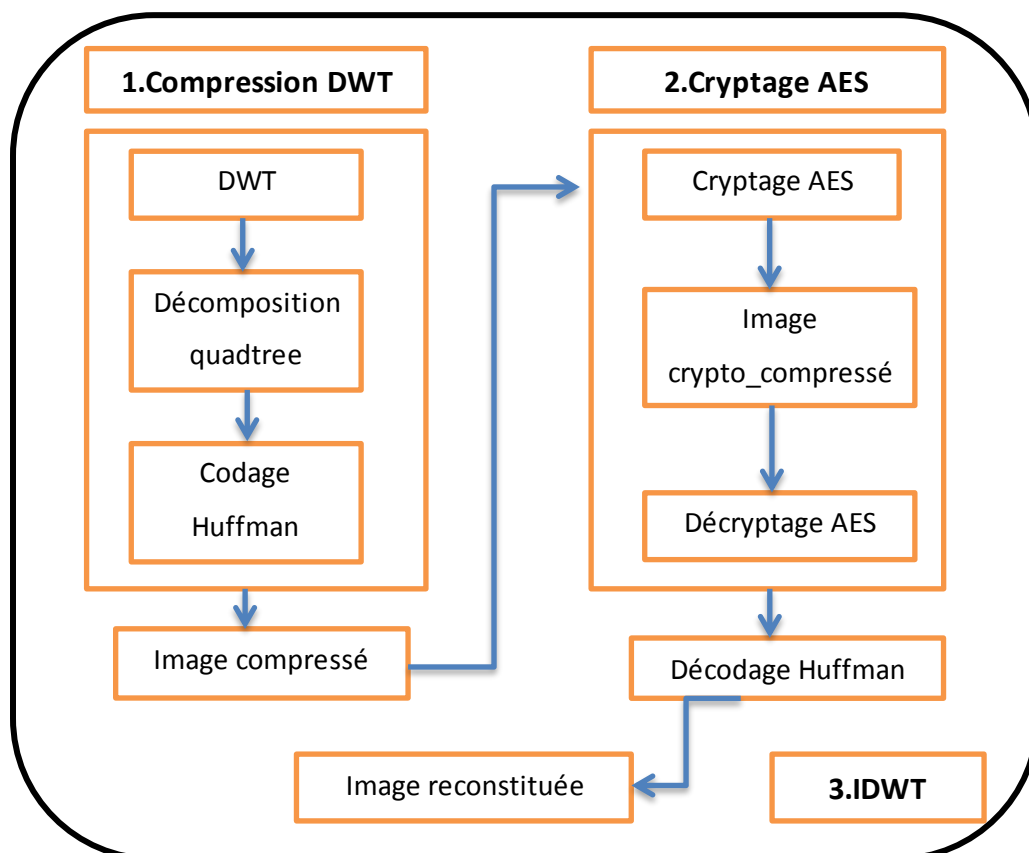 1.Compression DWT
DWT
Décomposition
quadtree
Codage
Huffman
Image compressé
2.Cryptage AES
Cryptage AES
Image
crypto_compressé
Décryptage AES
Décodage Huffman
Image reconstituée
3.IDWT